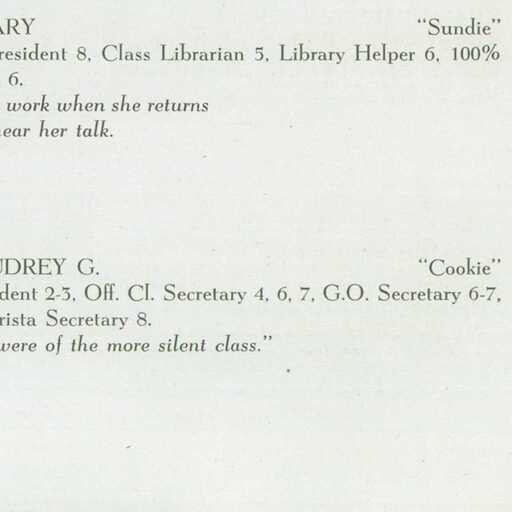 ARY “Sundie”
resident 8, Class Librarian 5, Library Helper 6, 100%
6.
work when she returns
near her talk.
UDREY G. “Cookie”
dent 2-3, Off. Cl. Secretary 4, 6, 7, G.O. Secretary 6-7,
rista Secretary 8.
were of the more silent class.”